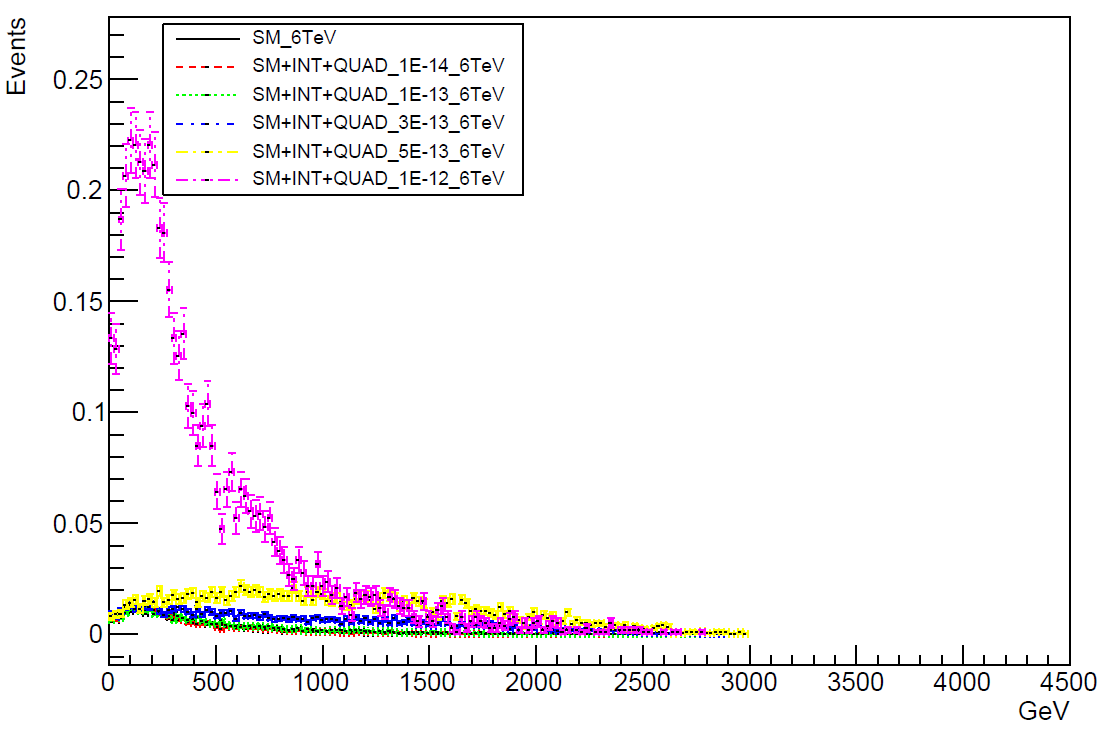 Events
SM_6TeV
SM+INT+QUAD_1E-14_6TeV
SM+INT+QUAD_1E-13_6TeV
SM+INT+QUAD_3E-13_6TeV
SM+INT+QUAD_5E-13_6TeV
SM+INT+QUAD_1E-12_6TeV
0.25
0.2
0.15
0.1
0.05
0
0 500 1000 1500 2000 2500 3000 3500 4000 4500
GeV